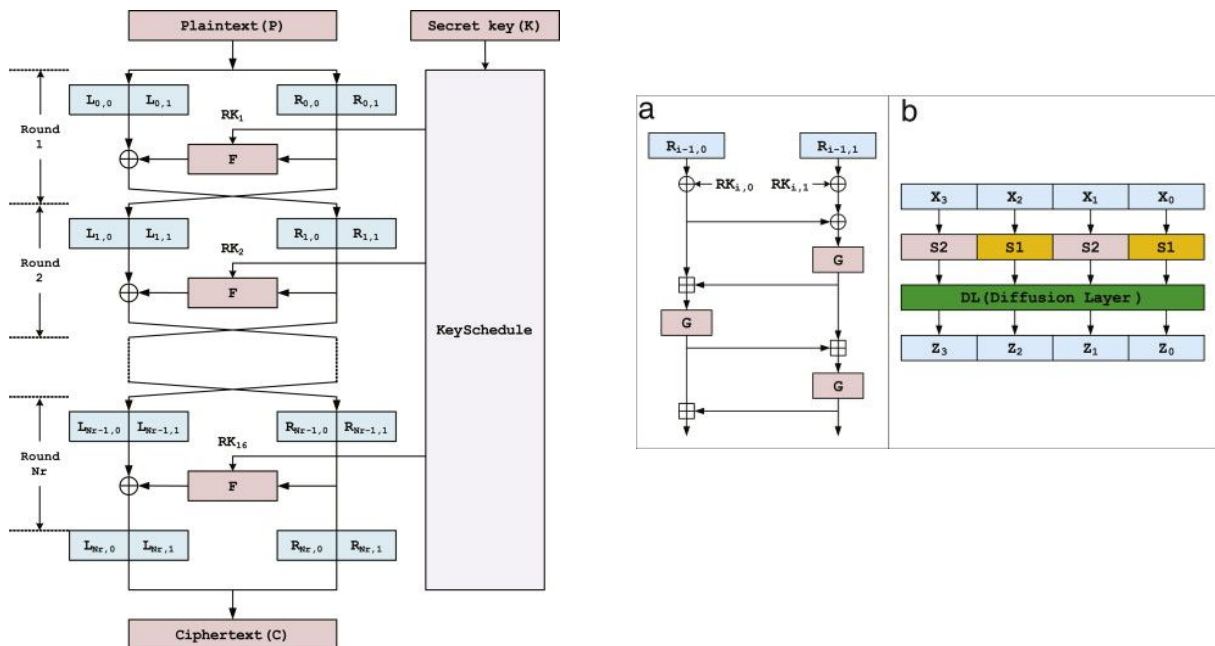 Plaintext(P)
Secret key(K)
L0,0 L0,1 R0,0 R0,1
Round
1
RK1
F
L1,0 L1,1 R1,0 R1,1
Round
2
RK2
F
KeySchedule
LNr-1,0 LNr-1,1 RNr-1,0 RNr-1,1
Round
Nr
RK16
F
LNr,0 LNr,1 RNr,0 RNr,1
Ciphertext(C)
a
Ri-1,0 Ri-1,1
RKi,0 RKi,1
G
G
G
b
X3 X2 X1 X0
S2 S1 S2 S1
DL(Diffusion Layer)
Z3 Z2 Z1 Z0